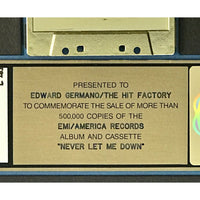 PRESENTED TO
EDWARD GERMANO/THE HIT FACTORY
TO COMMEMORATE THE SALE OF MORE THAN
500,000 COPIES OF THE
EMI/AMERICA RECORDS
ALBUM AND CASSETTE
"NEVER LET ME DOWN"